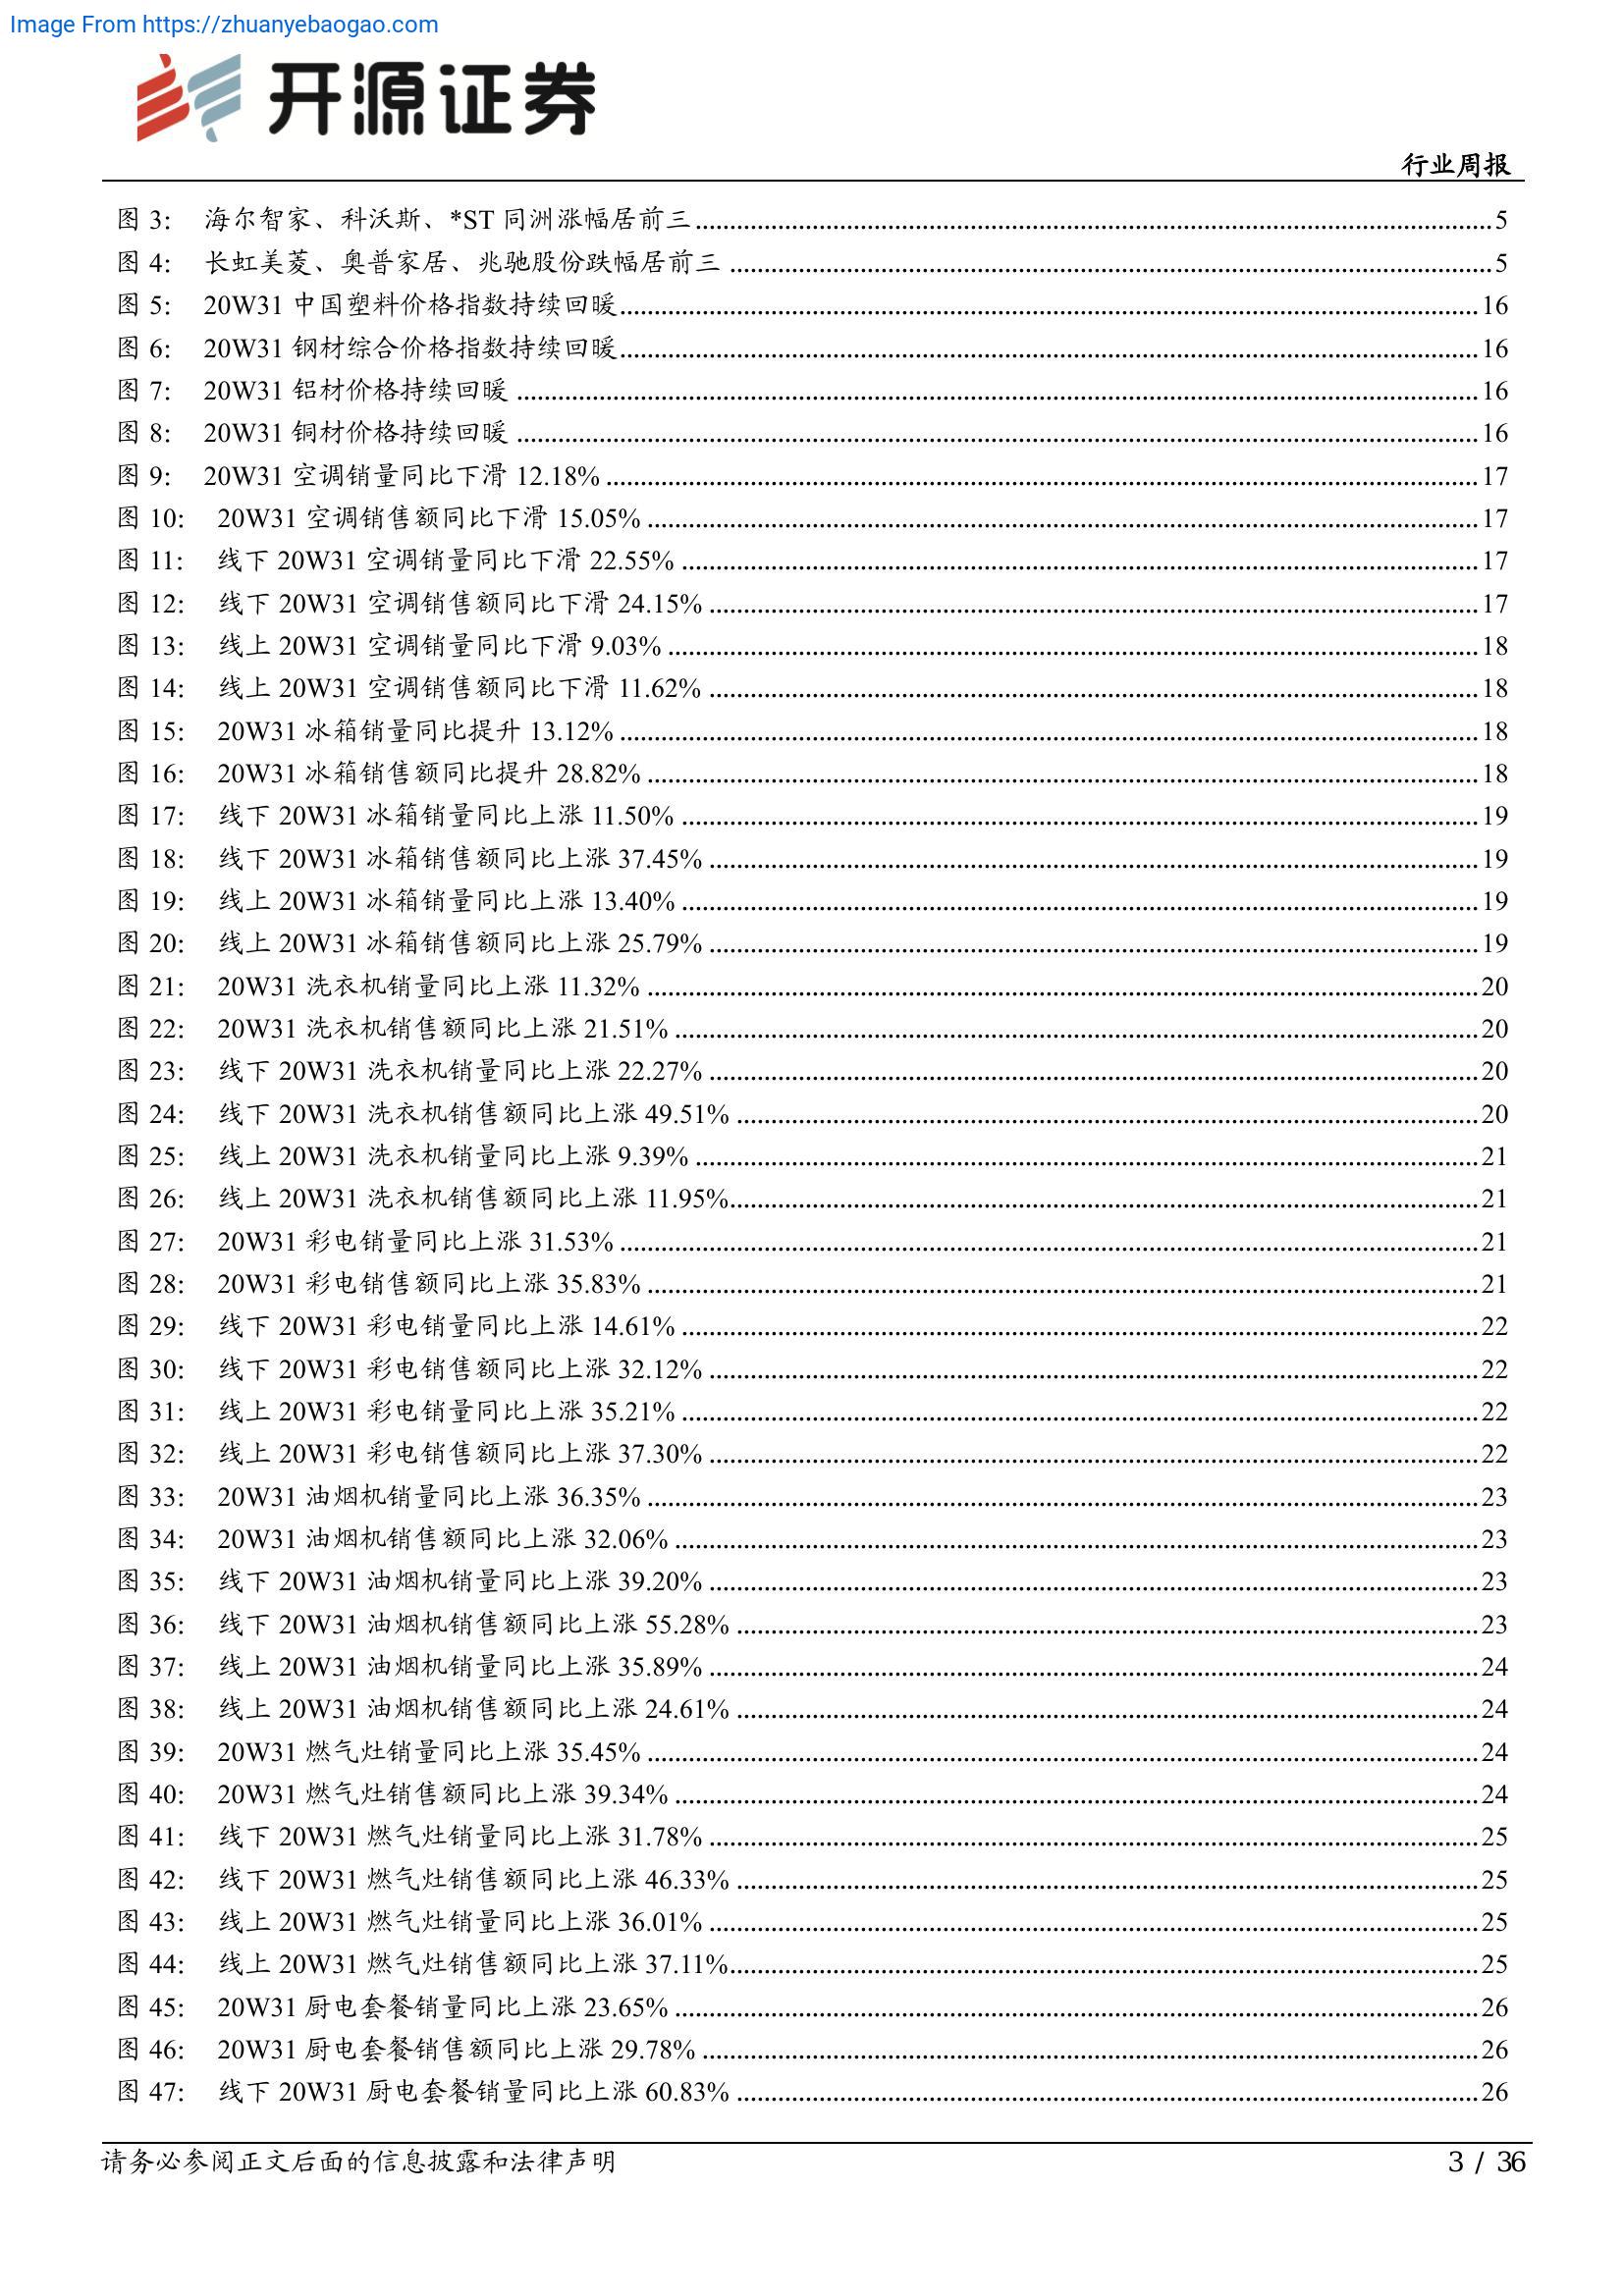 Image From https://zhuanyebaogao.com
开源证券
行业周报
图 3: 海尔智家、科沃斯、*ST 同洲涨幅居前三 5
图 4: 长虹美菱、奥普家居、兆驰股份跌幅居前三 5
图 5: 20W31 中国塑料价格指数持续回暖 16
图 6: 20W31 钢材综合价格指数持续回暖 16
图 7: 20W31 铝材价格持续回暖 16
图 8: 20W31 铜材价格持续回暖 16
图 9: 20W31 空调销量同比下滑 12.18% 17
图 10: 20W31 空调销售额同比下滑 15.05% 17
图 11: 线下 20W31 空调销量同比下滑 22.55% 17
图 12: 线下 20W31 空调销售额同比下滑 24.15% 17
图 13: 线上 20W31 空调销量同比下滑 9.03% 18
图 14: 线上 20W31 空调销售额同比下滑 11.62% 18
图 15: 20W31 冰箱销量同比提升 13.12% 18
图 16: 20W31 冰箱销售额同比提升 28.82% 18
图 17: 线下 20W31 冰箱销量同比上涨 11.50% 19
图 18: 线下 20W31 冰箱销售额同比上涨 37.45% 19
图 19: 线上 20W31 冰箱销量同比上涨 13.40% 19
图 20: 线上 20W31 冰箱销售额同比上涨 25.79% 19
图 21: 20W31 洗衣机销量同比上涨 11.32% 20
图 22: 20W31 洗衣机销售额同比上涨 21.51% 20
图 23: 线下 20W31 洗衣机销量同比上涨 22.27% 20
图 24: 线下 20W31 洗衣机销售额同比上涨 49.51% 20
图 25: 线上 20W31 洗衣机销量同比上涨 9.39% 21
图 26: 线上 20W31 洗衣机销售额同比上涨 11.95% 21
图 27: 20W31 彩电销量同比上涨 31.53% 21
图 28: 20W31 彩电销售额同比上涨 35.83% 21
图 29: 线下 20W31 彩电销量同比上涨 14.61% 22
图 30: 线下 20W31 彩电销售额同比上涨 32.12% 22
图 31: 线上 20W31 彩电销量同比上涨 35.21% 22
图 32: 线上 20W31 彩电销售额同比上涨 37.30% 22
图 33: 20W31 油烟机销量同比上涨 36.35% 23
图 34: 20W31 油烟机销售额同比上涨 32.06% 23
图 35: 线下 20W31 油烟机销量同比上涨 39.20% 23
图 36: 线下 20W31 油烟机销售额同比上涨 55.28% 23
图 37: 线上 20W31 油烟机销量同比上涨 35.89% 24
图 38: 线上 20W31 油烟机销售额同比上涨 24.61% 24
图 39: 20W31 燃气灶销量同比上涨 35.45% 24
图 40: 20W31 燃气灶销售额同比上涨 39.34% 24
图 41: 线下 20W31 燃气灶销量同比上涨 31.78% 25
图 42: 线下 20W31 燃气灶销售额同比上涨 46.33% 25
图 43: 线上 20W31 燃气灶销量同比上涨 36.01% 25
图 44: 线上 20W31 燃气灶销售额同比上涨 37.11% 25
图 45: 20W31 厨电套餐销量同比上涨 23.65% 26
图 46: 20W31 厨电套餐销售额同比上涨 29.78% 26
图 47: 线下 20W31 厨电套餐销量同比上涨 60.83% 26
请务必参阅正文后面的信息披露和法律声明 3 / 36